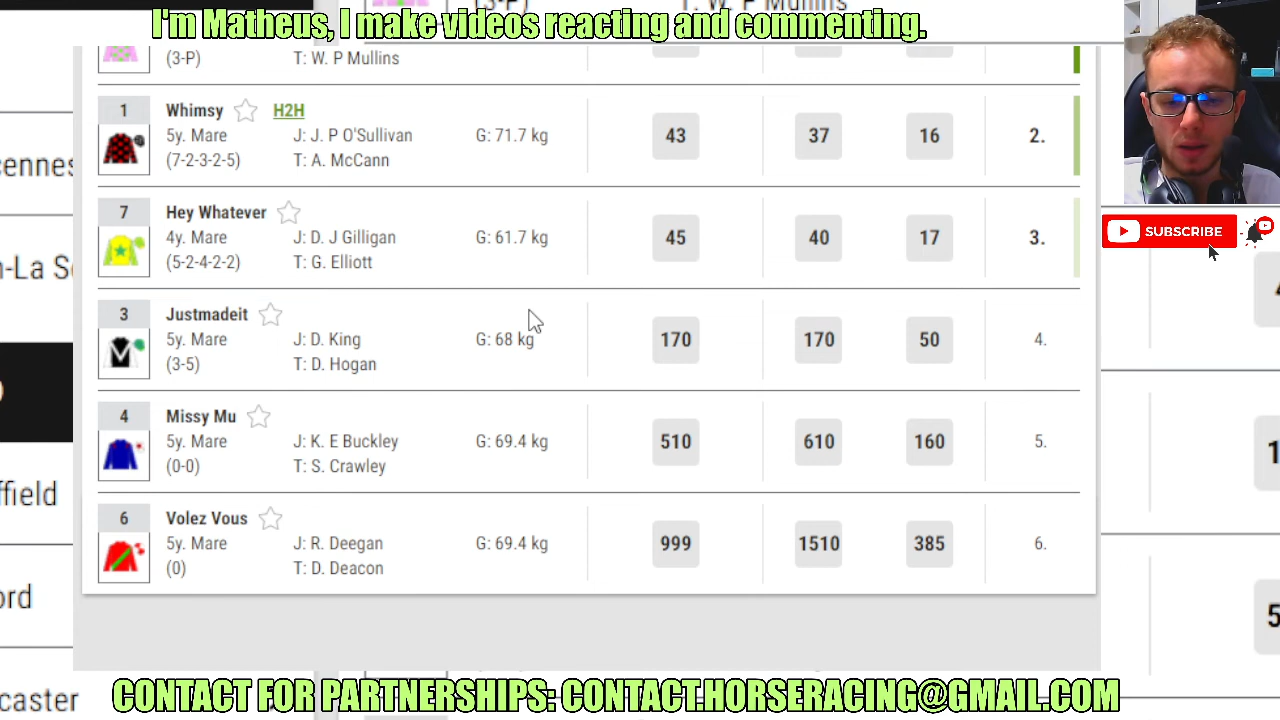 I'm Matheus, I make videos reacting and commenting.
(3-P) T: W. P Mullins
1 Whimsy H2H
5y. Mare J: J. P O'Sullivan G: 71.7 kg 43 37 16 2.
(7-2-3-2-5) T: A. McCann
7 Hey Whatever
4y. Mare J: D. J Gilligan G: 61.7 kg 45 40 17 3.
(5-2-4-2-2) T: G. Elliott
SUBSCRIBE
3 Justmadeit
5y. Mare J: D. King G: 68 kg 170 170 50 4.
(3-5) T: D. Hogan
4 Missy Mu
5y. Mare J: K. E Buckley G: 69.4 kg 510 610 160 5.
(0-0) T: S. Crawley
6 Volez Vous
5y. Mare J: R. Deegan G: 69.4 kg 999 1510 385 6.
(0) T: D. Deacon
CONTACT FOR PARTNERSHIPS: CONTACT.HORSERACING@GMAIL.COM